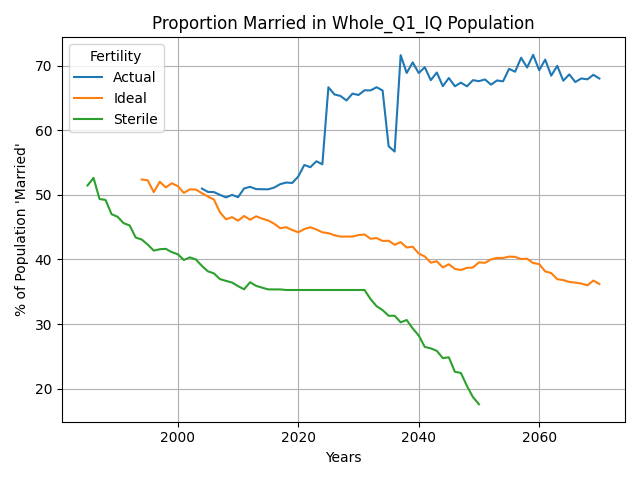 Proportion Married in Whole_Q1_IQ Population
% of Population 'Married'
Fertility
Actual
Ideal
Sterile
70
60
50
40
30
20
2000
2020
2040
2060
Years